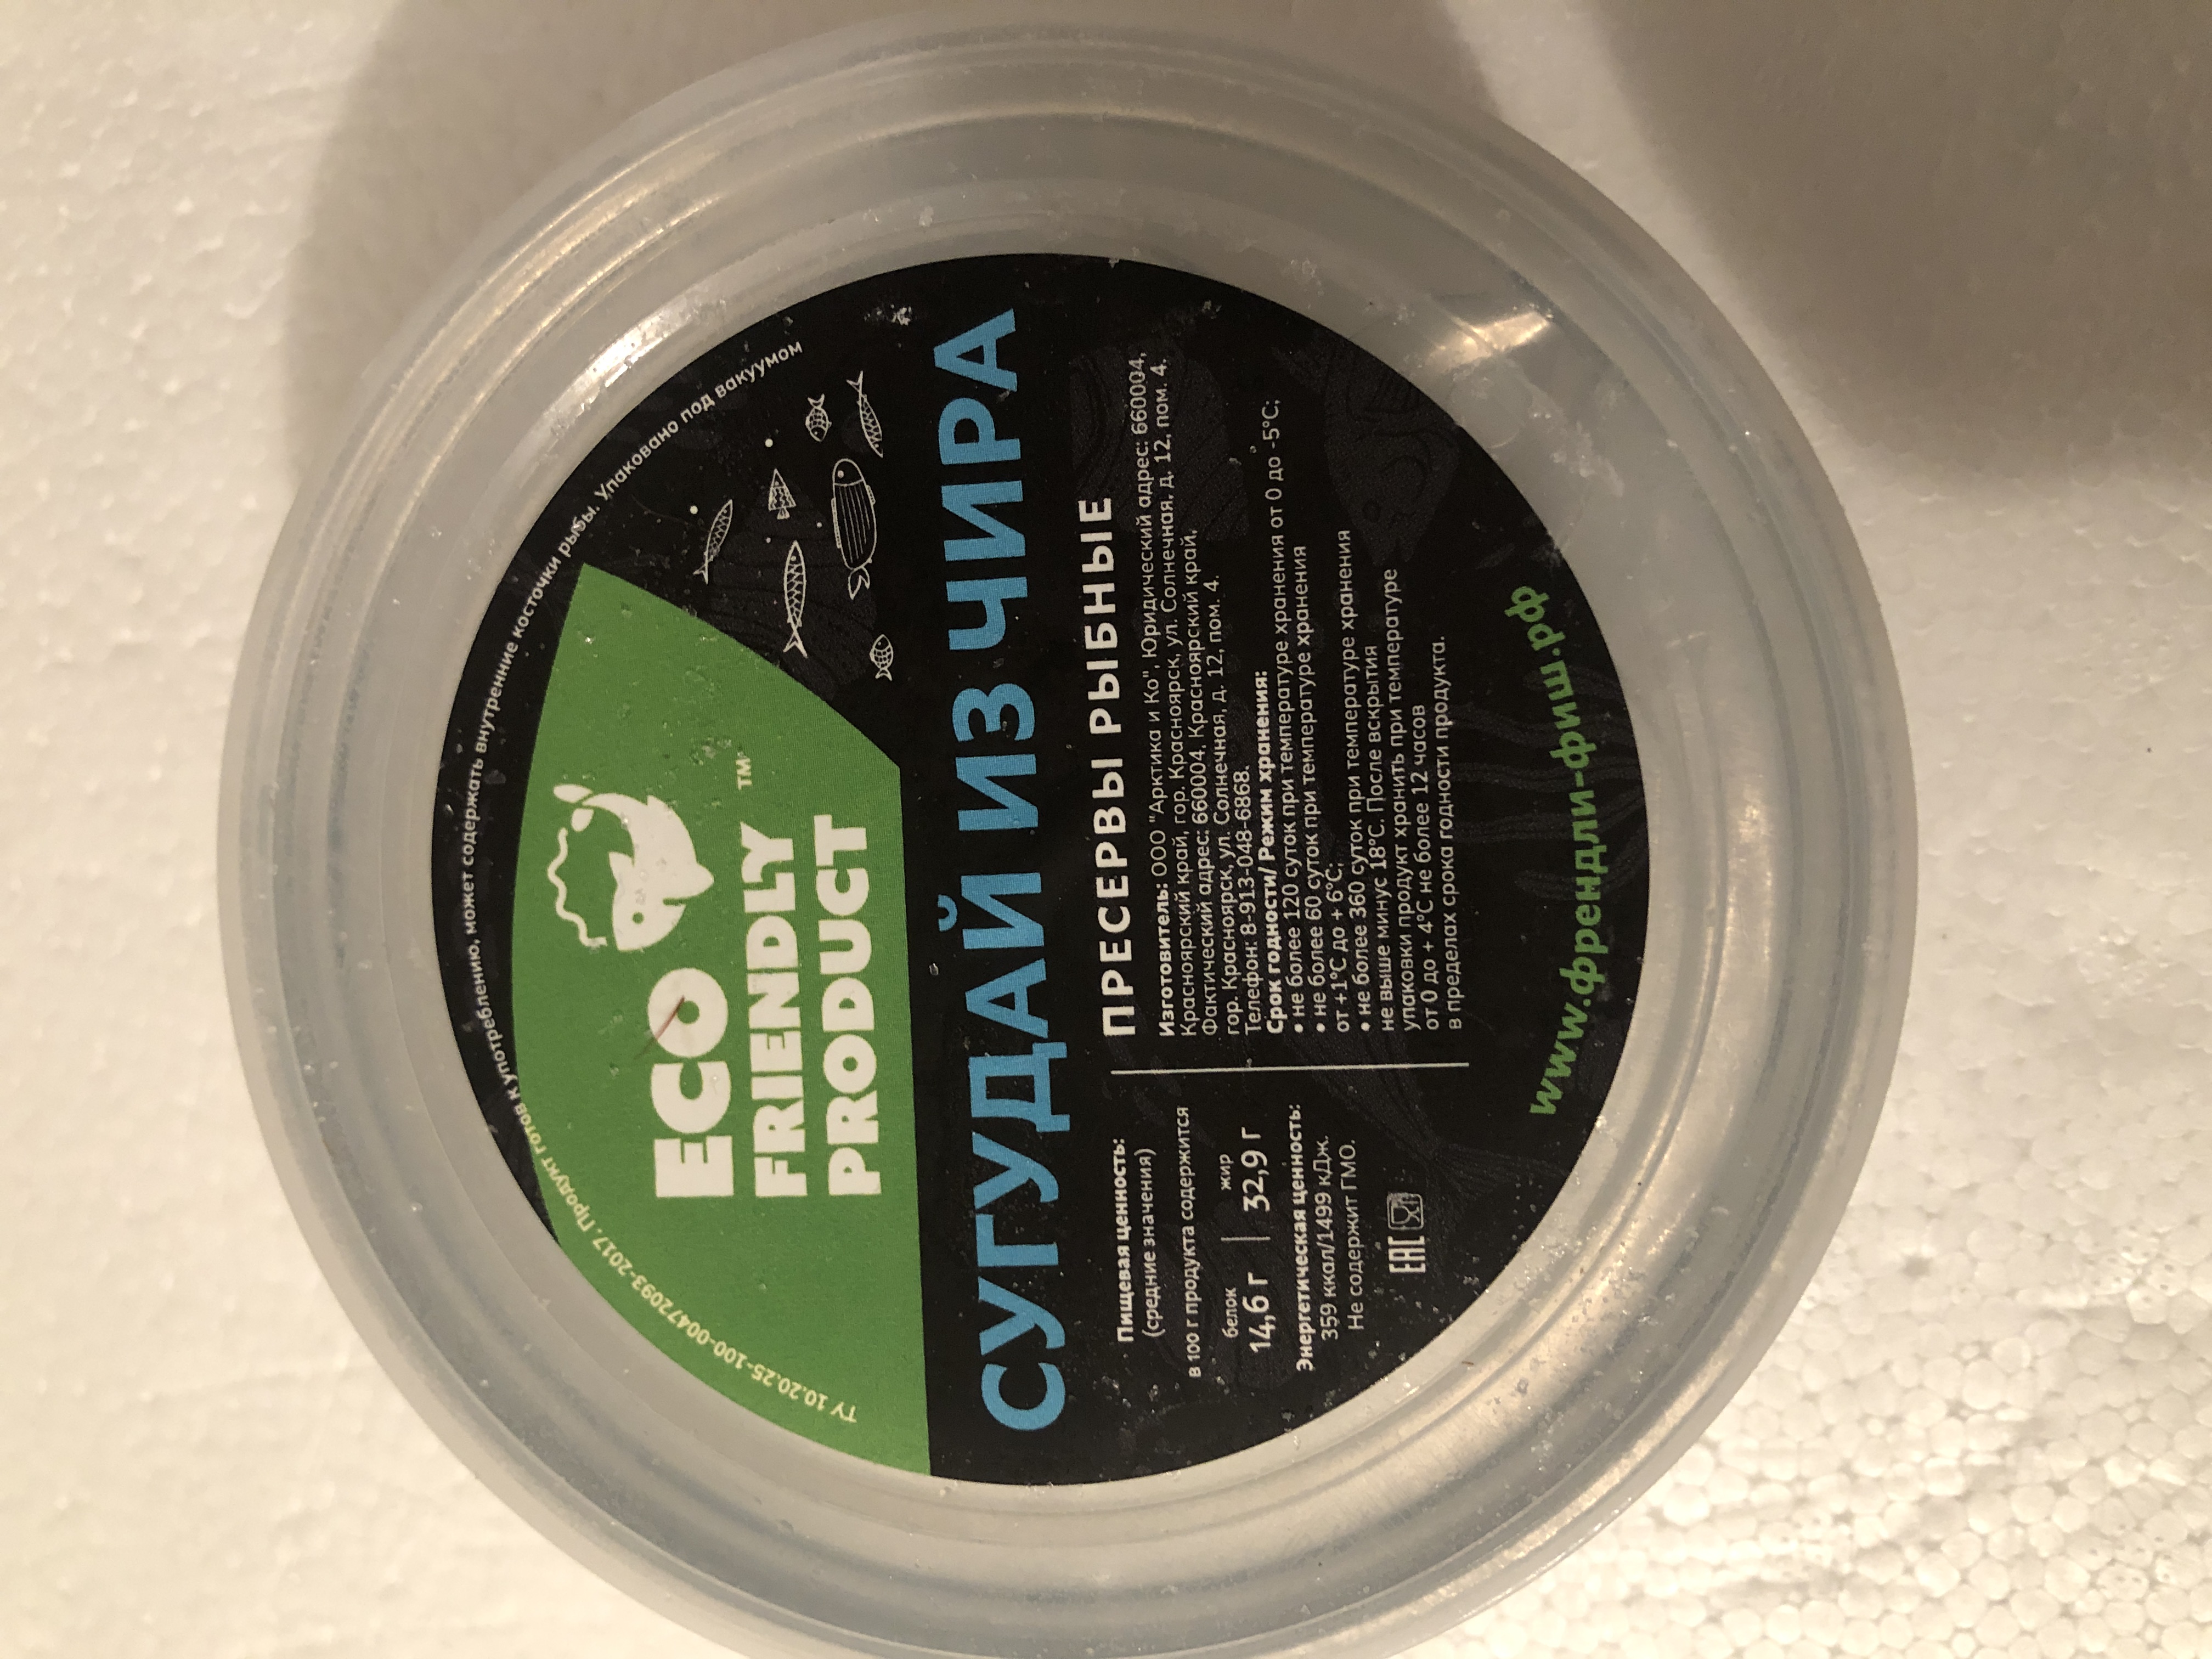 ТУ 10.20.25-100-00472093-2017. Продукт готов к употреблению, может содержать внутренние косточки рыбы. Упаковано под вакуумом
ECO
FRIENDLY
PRODUCT
TM
СУГУДАЙ ИЗ ЧИРА
Пищевая ценность:
(средние значения)
в 100 г продукта содержится
белок жир
14,6 г | 32,9 г
Энергетическая ценность:
359 ккал/1499 кДж.
Не содержит ГМО.
EAC
ПРЕСЕРВЫ РЫБНЫЕ
Изготовитель: ООО "Арктика и Ко", Юридический адрес: 660004,
Красноярский край, гор. Красноярск, ул. Солнечная, д. 12, пом. 4.
Фактический адрес: 660004, Красноярский край,
гор. Красноярск, ул. Солнечная, д. 12, пом. 4.
Телефон: 8-913-048-6868.
Срок годности/ Режим хранения:
• не более 120 суток при температуре хранения от 0 до -5°C;
• не более 60 суток при температуре хранения
от +1°C до + 6°C;
• не более 360 суток при температуре хранения
не выше минус 18°C. После вскрытия
упаковки продукт хранить при температуре
от 0 до + 4°C не более 12 часов
в пределах срока годности продукта.
www.френдли-фиш.рф